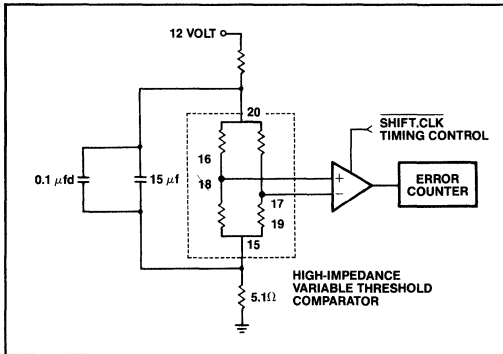 12 VOLT
20
SHIFT.CLK
TIMING CONTROL
16
0.1 μfd
15 μf
18
+
−
ERROR
COUNTER
17
19
15
HIGH-IMPEDANCE
VARIABLE THRESHOLD
COMPARATOR
5.1Ω